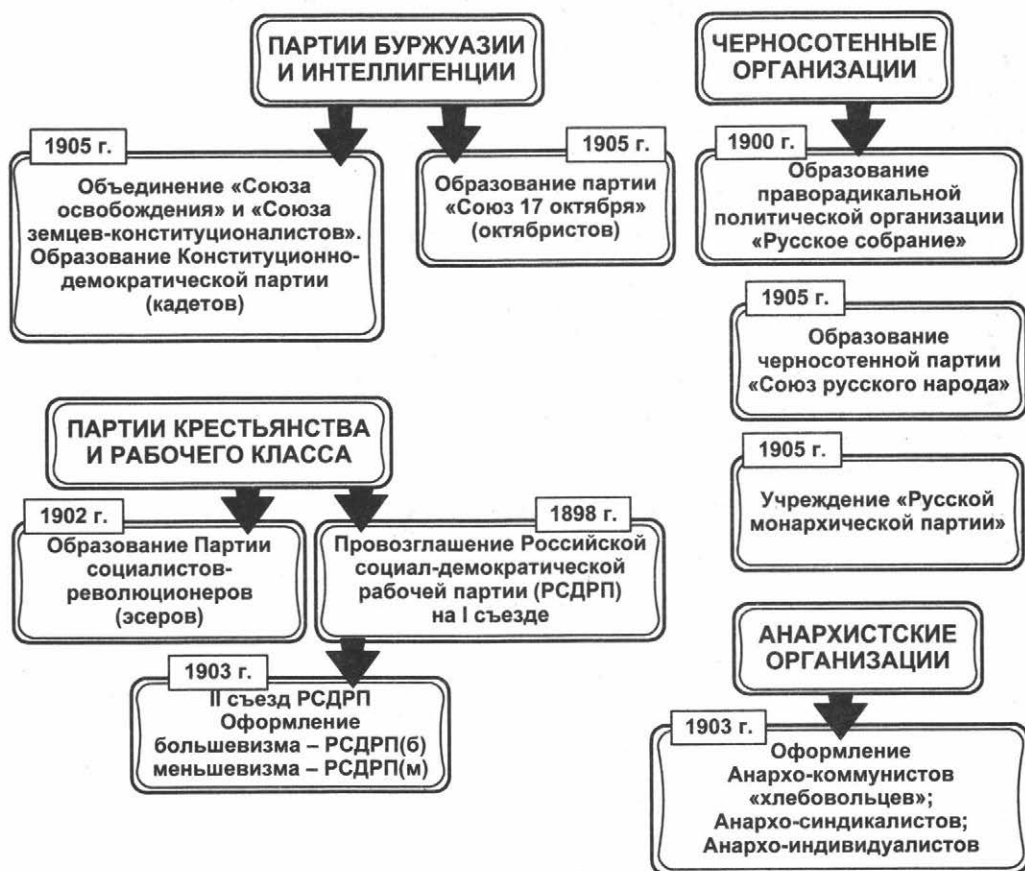 ПАРТИИ БУРЖУАЗИИ
И ИНТЕЛЛИГЕНЦИИ
1905 г.
Объединение «Союза
освобождения» и «Союза
земцев-конституционалистов».
Образование Конституционно-
демократической партии
(кадетов)
1905 г.
Образование партии
«Союз 17 октября»
(октябристов)
ЧЕРНОСОТЕННЫЕ
ОРГАНИЗАЦИИ
1900 г.
Образование
праворадикальной
политической организации
«Русское собрание»
1905 г.
Образование
черносотенной партии
«Союз русского народа»
1905 г.
Учреждение «Русской
монархической партии»
ПАРТИИ КРЕСТЬЯНСТВА
И РАБОЧЕГО КЛАССА
1902 г.
Образование Партии
социалистов-
революционеров
(эсеров)
1898 г.
Провозглашение Российской
социал-демократической
рабочей партии (РСДРП)
на I съезде
1903 г.
II съезд РСДРП
Оформление
большевизма – РСДРП(б)
меньшевизма – РСДРП(м)
АНАРХИСТСКИЕ
ОРГАНИЗАЦИИ
1903 г.
Оформление
Анархо-коммунистов
«хлебовольцев»;
Анархо-синдикалистов;
Анархо-индивидуалистов